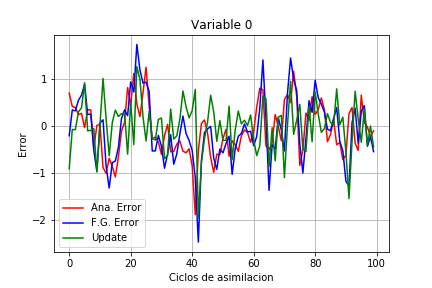 Variable 0
Error
1
0
−1
−2
Ana. Error
F.G. Error
Update
0 20 40 60 80 100
Ciclos de asimilacion